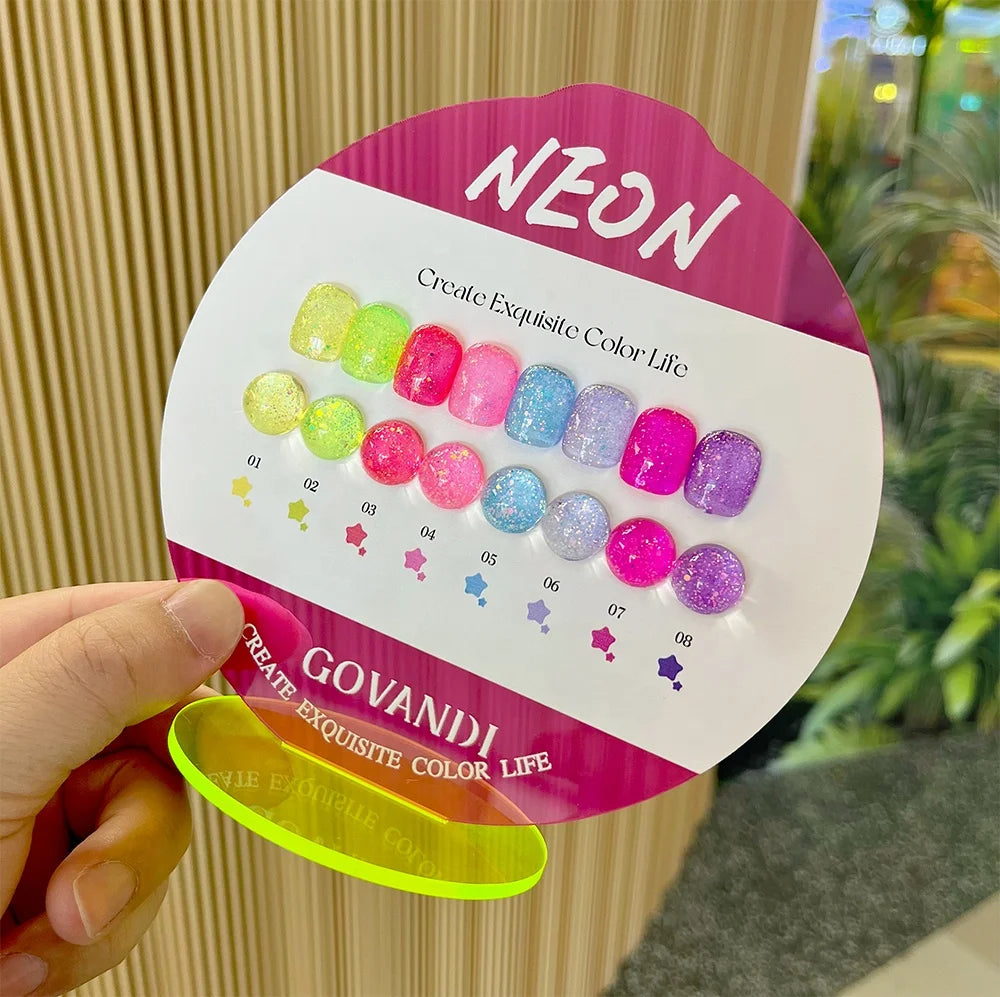 NEON
Create Exquisite Color Life
01
02
03
04
05
06
07
08
GOVANDI
CREATE EXQUISITE COLOR LIFE